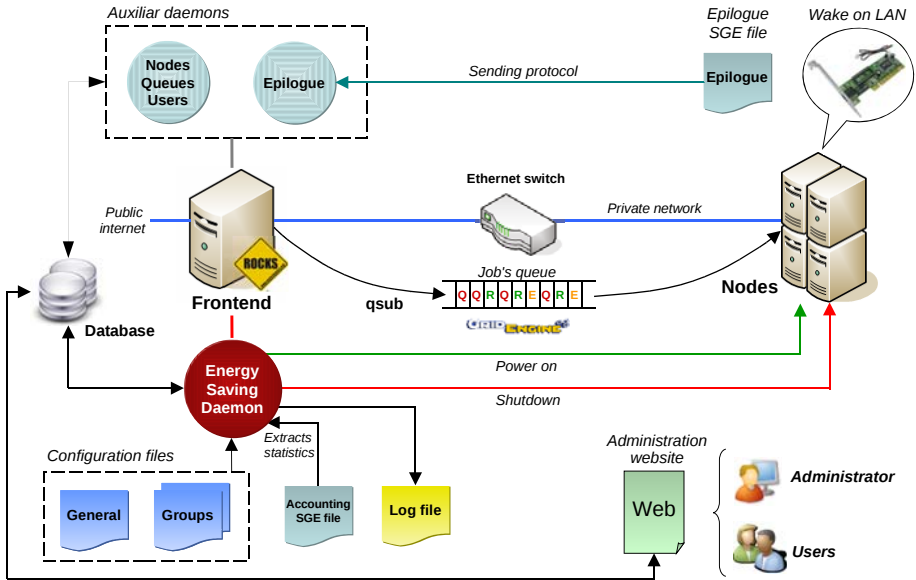 Auxiliar daemons
Epilogue
SGE file
Wake on LAN
Nodes
Queues
Users
Epilogue
Sending protocol
Epilogue
Ethernet switch
Public
internet
Private network
ROCKS
Job's queue
Nodes
Frontend
qsub
Q Q R Q R E Q R E
GRID ENGINE
Database
Energy
Saving
Daemon
Power on
Shutdown
Extracts
statistics
Configuration files
Administration
website
General
Groups
Accounting
SGE file
Log file
Web
Administrator
Users